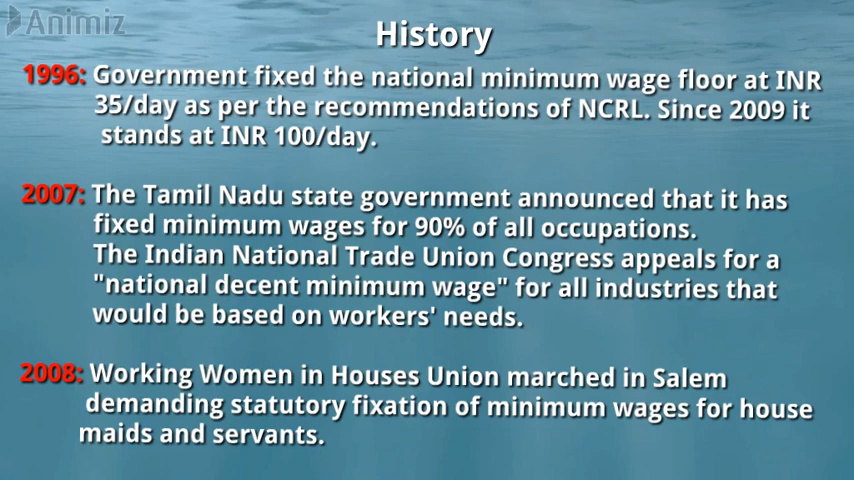 Animiz
History
1996: Government fixed the national minimum wage floor at INR
35/day as per the recommendations of NCRL. Since 2009 it
stands at INR 100/day.
2007: The Tamil Nadu state government announced that it has
fixed minimum wages for 90% of all occupations.
The Indian National Trade Union Congress appeals for a
"national decent minimum wage" for all industries that
would be based on workers' needs.
2008: Working Women in Houses Union marched in Salem
demanding statutory fixation of minimum wages for house
maids and servants.